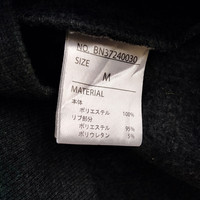 NO. BN37240030
SIZE
M
MATERIAL
本体
ポリエステル 100%
リブ部分
ポリエステル 95%
ポリウレタン 5%